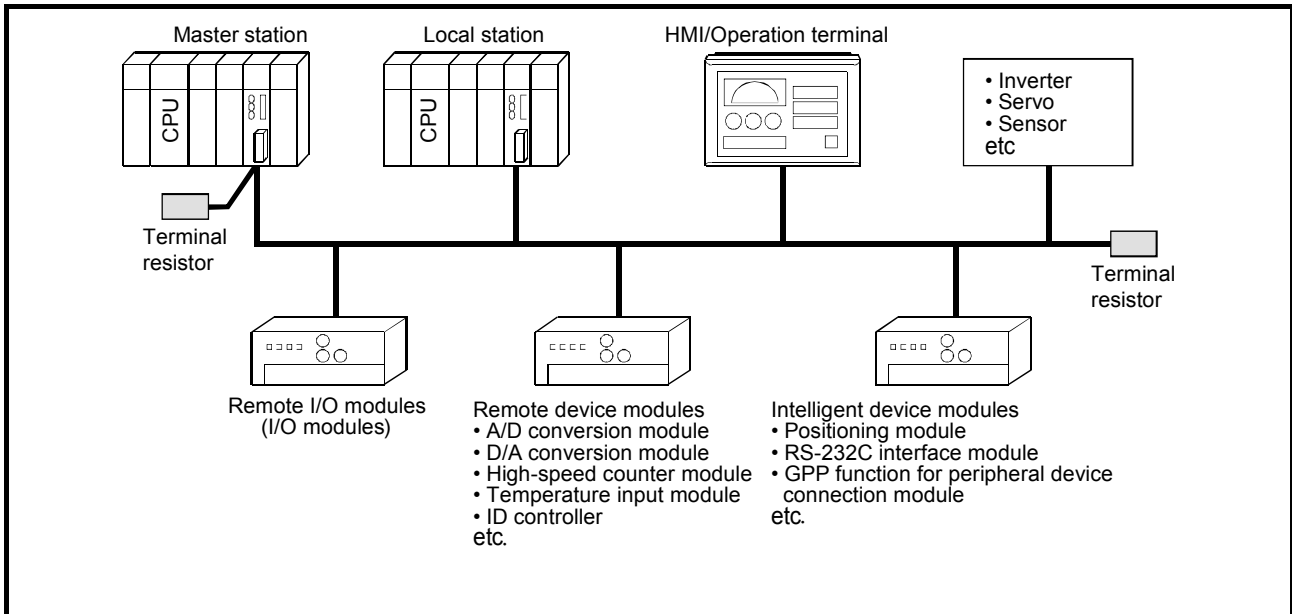 Master station
Local station
HMI/Operation terminal
CPU
CPU
• Inverter
• Servo
• Sensor
etc
Terminal
resistor
Terminal
resistor
Remote I/O modules
(I/O modules)
Remote device modules
• A/D conversion module
• D/A conversion module
• High-speed counter module
• Temperature input module
• ID controller
etc.
Intelligent device modules
• Positioning module
• RS-232C interface module
• GPP function for peripheral device
connection module
etc.